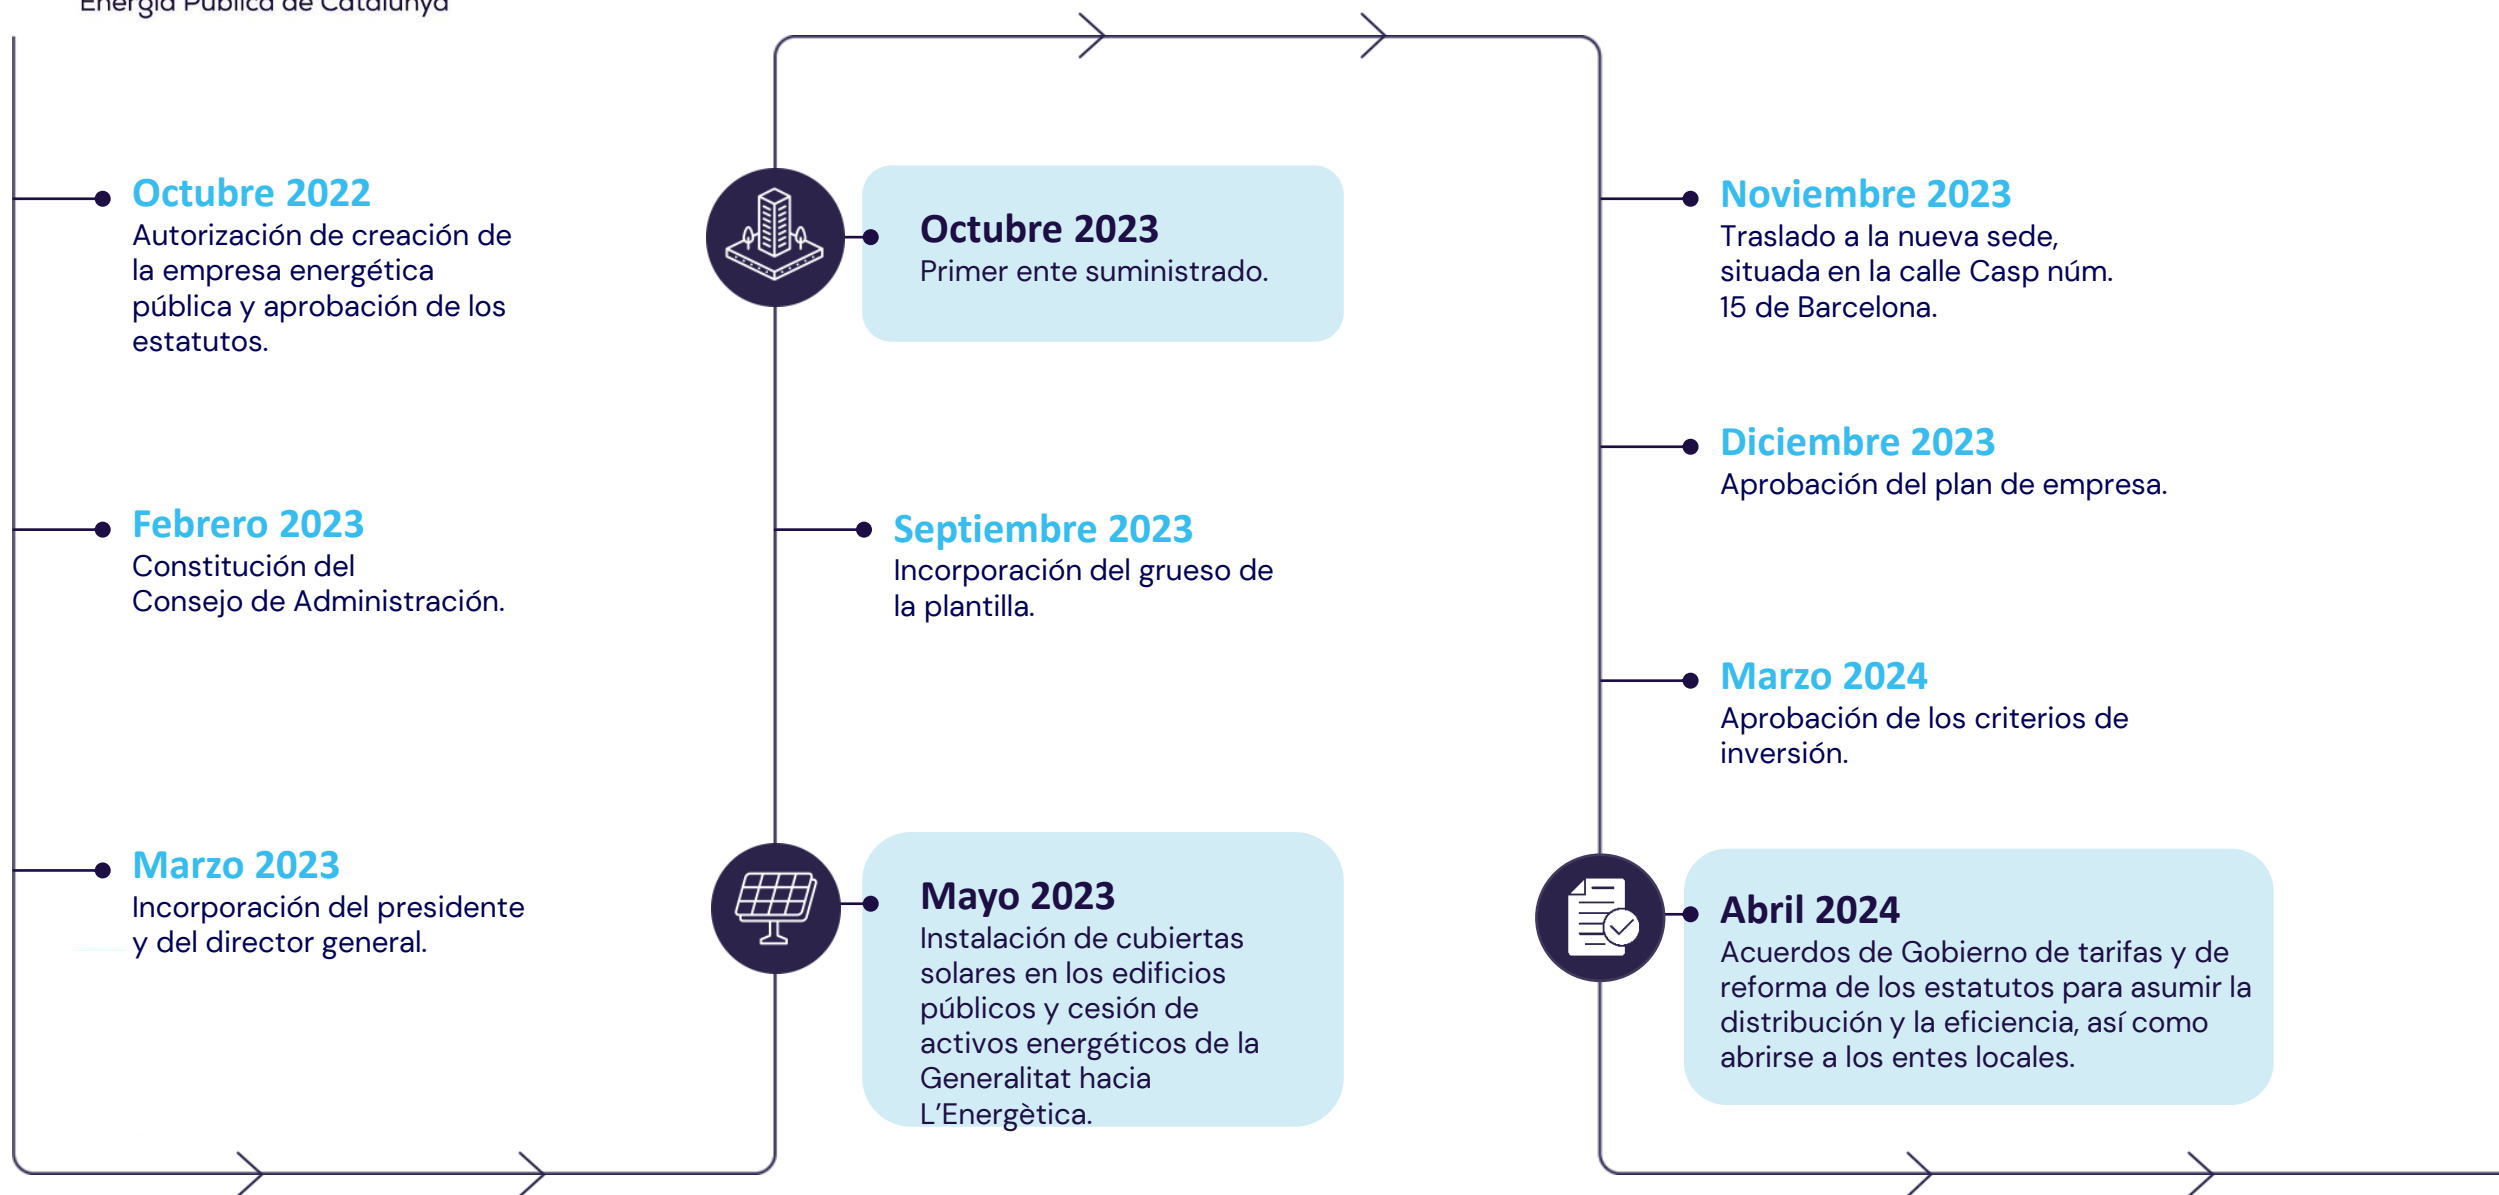 Energia Pública de Catalunya
Octubre 2022
Autorización de creación de
la empresa energética
pública y aprobación de los
estatutos.
Febrero 2023
Constitución del
Consejo de Administración.
Marzo 2023
Incorporación del presidente
y del director general.
Octubre 2023
Primer ente suministrado.
Septiembre 2023
Incorporación del grueso de
la plantilla.
Mayo 2023
Instalación de cubiertas
solares en los edificios
públicos y cesión de
activos energéticos de la
Generalitat hacia
L’Energètica.
Noviembre 2023
Traslado a la nueva sede,
situada en la calle Casp núm.
15 de Barcelona.
Diciembre 2023
Aprobación del plan de empresa.
Marzo 2024
Aprobación de los criterios de
inversión.
Abril 2024
Acuerdos de Gobierno de tarifas y de
reforma de los estatutos para asumir la
distribución y la eficiencia, así como
abrirse a los entes locales.